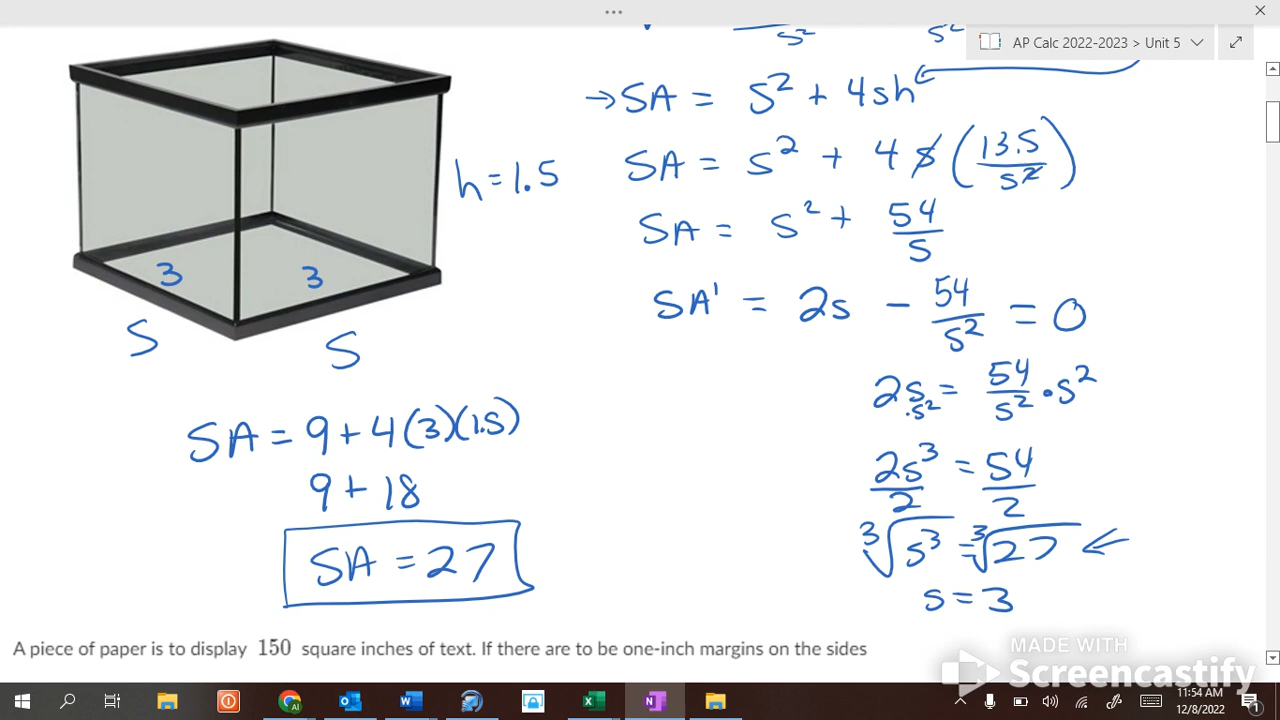 AP Calc 2022-2023 > Unit 5
s²
s²
→ SA = s² + 4sh
SA = s² + 4s(13.5/s²)
SA = s² + 54/s
SA' = 2s - 54/s² = 0
2s · s² = 54/s² · s²
2s³/2 = 54/2
∛s³ = ∛27 ←
s = 3
h = 1.5
3 3
S S
SA = 9 + 4(3)(1.5)
9 + 18
SA = 27
A piece of paper is to display 150 square inches of text. If there are to be one-inch margins on the sides
MADE WITH
Screencastify
11:54 AM
12/8/2022